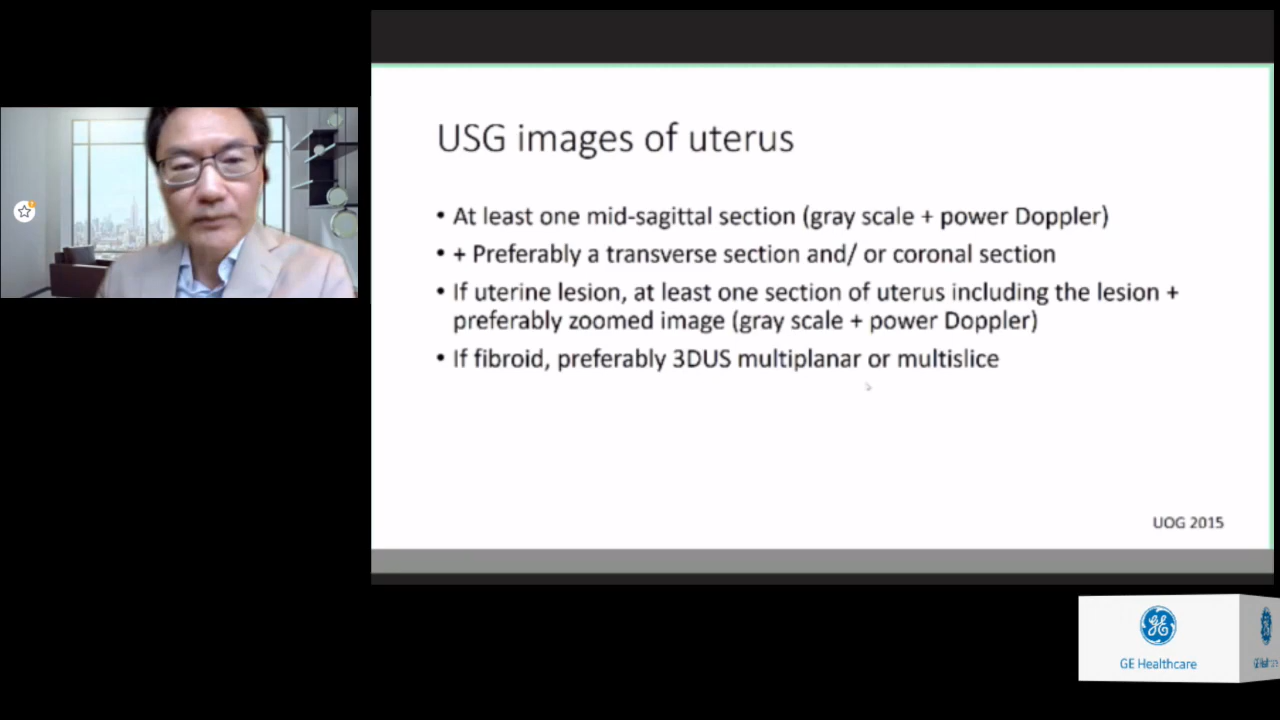 USG images of uterus
• At least one mid-sagittal section (gray scale + power Doppler)
• + Preferably a transverse section and/ or coronal section
• If uterine lesion, at least one section of uterus including the lesion +
preferably zoomed image (gray scale + power Doppler)
• If fibroid, preferably 3DUS multiplanar or multislice
UOG 2015
GE Healthcare